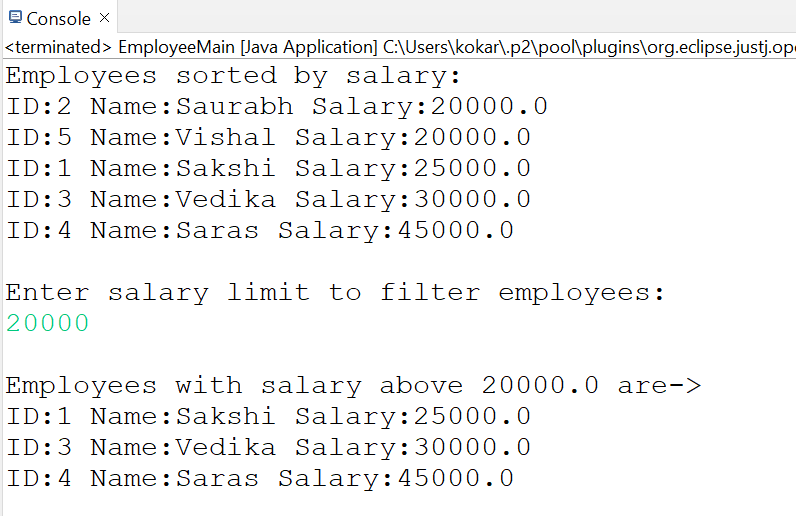 Console
<terminated> EmployeeMain [Java Application] C:\Users\kokar\.p2\pool\plugins\org.eclipse.justj.ope
Employees sorted by salary:
ID:2 Name:Saurabh Salary:20000.0
ID:5 Name:Vishal Salary:20000.0
ID:1 Name:Sakshi Salary:25000.0
ID:3 Name:Vedika Salary:30000.0
ID:4 Name:Saras Salary:45000.0
Enter salary limit to filter employees:
20000
Employees with salary above 20000.0 are->
ID:1 Name:Sakshi Salary:25000.0
ID:3 Name:Vedika Salary:30000.0
ID:4 Name:Saras Salary:45000.0